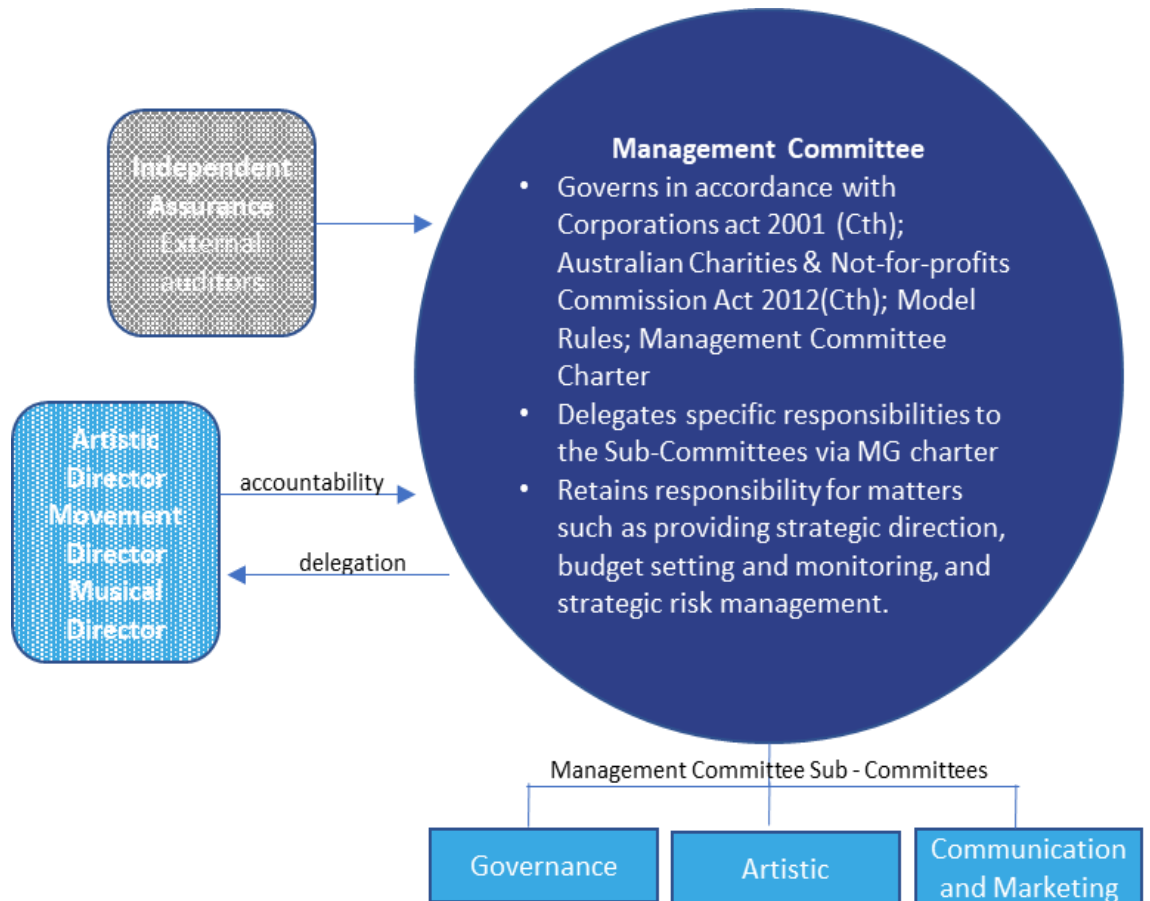 Independent
Assurance
External
auditors
Management Committee
• Governs in accordance with
Corporations act 2001 (Cth);
Australian Charities & Not-for-profits
Commission Act 2012(Cth); Model
Rules; Management Committee
Charter
• Delegates specific responsibilities to
the Sub-Committees via MG charter
• Retains responsibility for matters
such as providing strategic direction,
budget setting and monitoring, and
strategic risk management.
Artistic
Director
Movement
Director
Musical
Director
accountability
delegation
Management Committee Sub - Committees
Governance
Artistic
Communication
and Marketing